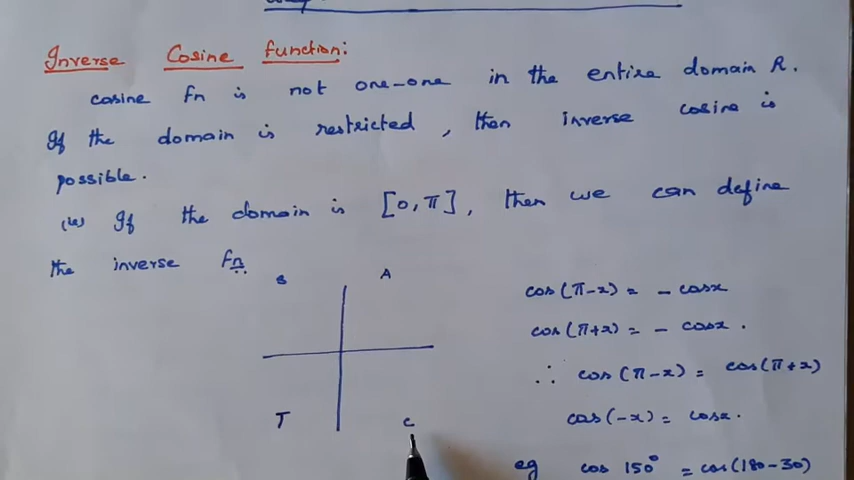 Inverse Cosine function:
cosine fn is not one-one in the entire domain R.
If the domain is restricted, then inverse cosine is
possible.
(ie) If the domain is [0, π], then we can define
the inverse fn.
S A
T C
cos(π-x) = - cosx
cos(π+x) = - cosx.
∴ cos(π-x) = cos(π+x)
cos(-x) = cosx.
eg cos 150° = cos(180-30)